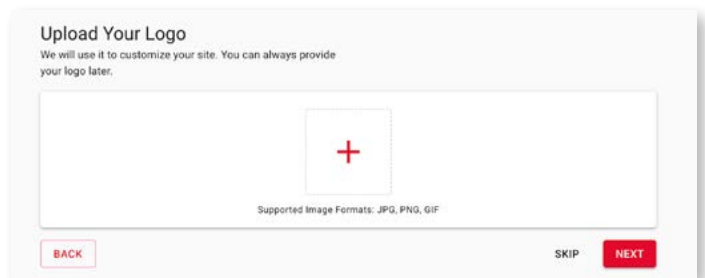 Upload Your Logo
We will use it to customize your site. You can always provide
your logo later.
Supported Image Formats: JPG, PNG, GIF
BACK
SKIP
NEXT